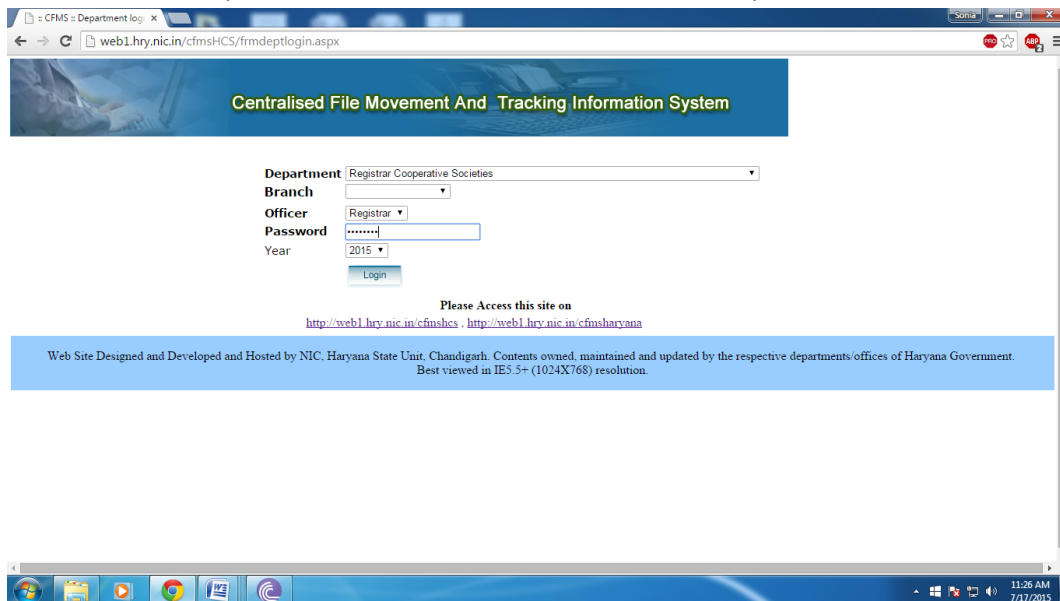 :: CFMS :: Department log
Sonia
web1.hry.nic.in/cfmsHCS/frmdeptlogin.aspx
PRO
ABP
2
Centralised File Movement And Tracking Information System
Department Registrar Cooperative Societies
Branch
Officer Registrar
Password ••••••••
Year 2015
Login
Please Access this site on
http://web1.hry.nic.in/cfmshcs , http://web1.hry.nic.in/cfmsharyana
Web Site Designed and Developed and Hosted by NIC, Haryana State Unit, Chandigarh. Contents owned, maintained and updated by the respective departments/offices of Haryana Government.
Best viewed in IE5.5+ (1024X768) resolution.
W
11:26 AM
7/17/2015